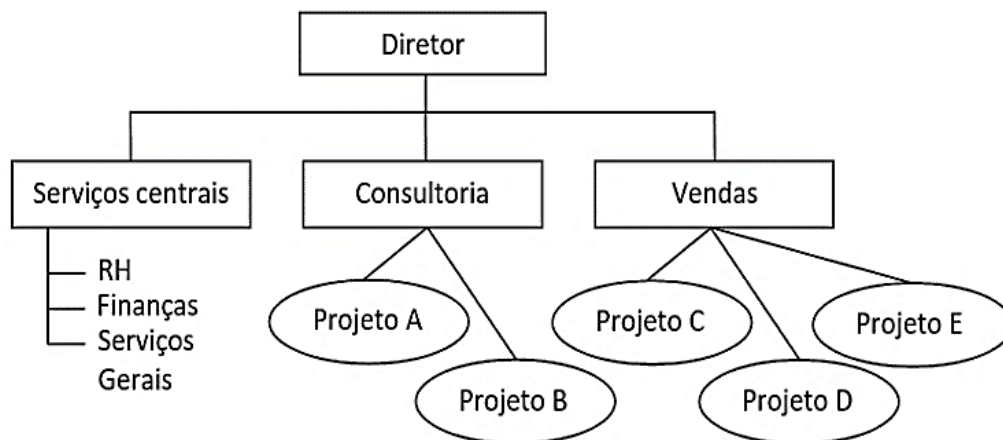 Diretor
Serviços centrais
Consultoria
Vendas
RH
Finanças
Serviços
Gerais
Projeto A
Projeto B
Projeto C
Projeto D
Projeto E